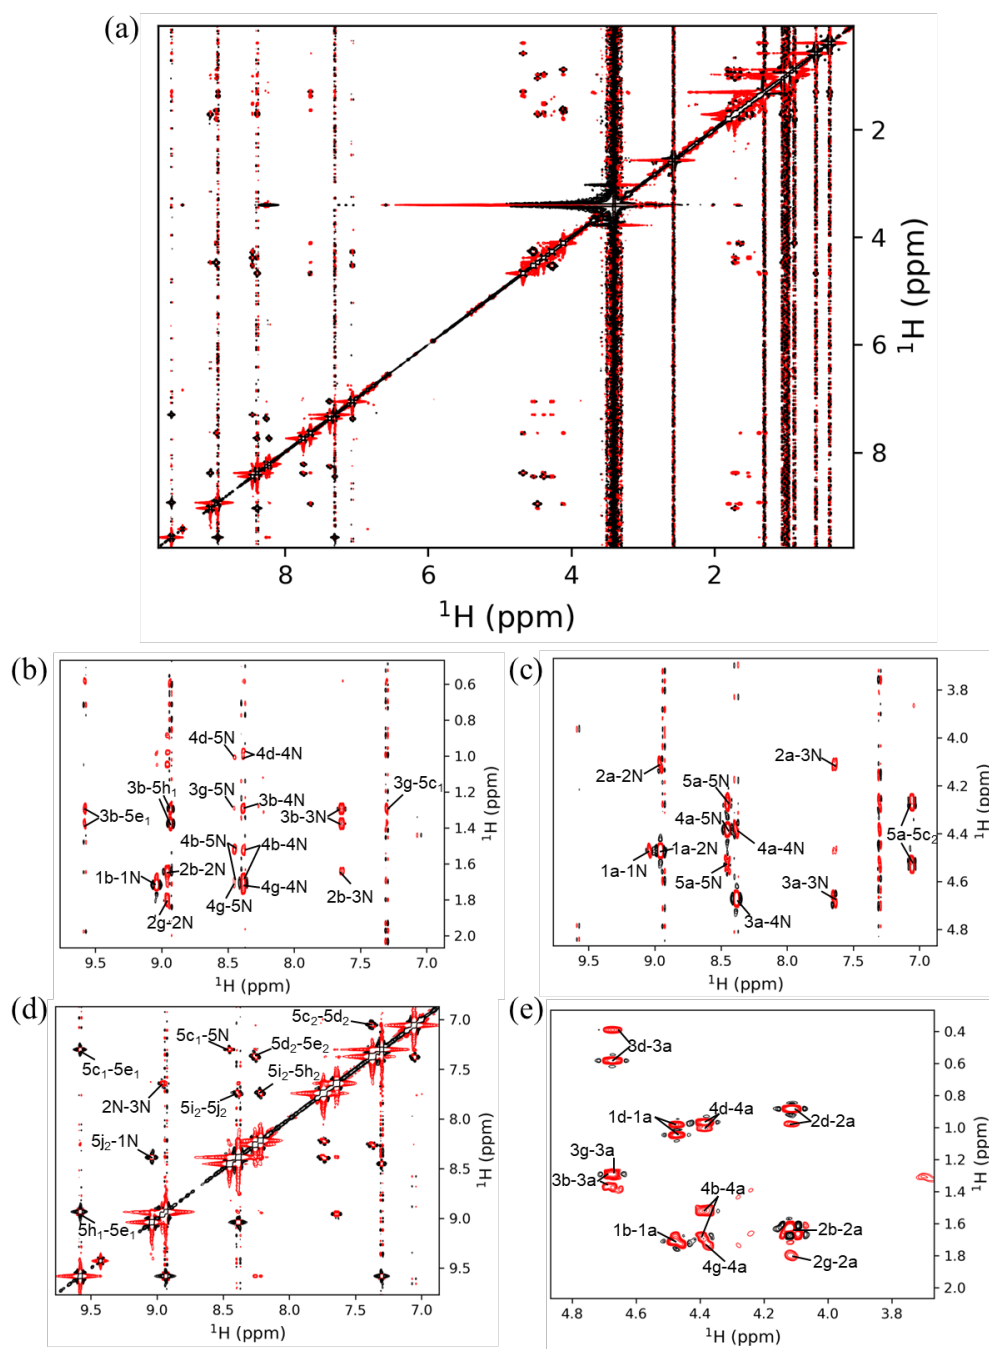 (a)
2
4
6
8
¹H (ppm)
8
6
4
2
¹H (ppm)
(b)
4d-5N
4d-4N
3b-5h₁
3g-5N
3b-4N
3g-5c₁
3b-5e₁
3b-3N
4b-5N
4b-4N
2b-2N
1b-1N
4g-4N
2b-3N
4g-5N
2g-2N
0.6
0.8
1.0
1.2
1.4
1.6
1.8
2.0
¹H (ppm)
9.5
9.0
8.5
8.0
7.5
7.0
¹H (ppm)
(c)
2a-2N
2a-3N
5a-5N
4a-5N
5a-5c₂
1a-2N
4a-4N
1a-1N
5a-5N
3a-3N
3a-4N
3.8
4.0
4.2
4.4
4.6
4.8
¹H (ppm)
9.5
9.0
8.5
8.0
7.5
7.0
¹H (ppm)
(d)
5c₂-5d₂
5c₁-5N
5d₂-5e₂
5c₁-5e₁
5i₂-5h₂
2N-3N
5i₂-5j₂
5j₂-1N
5h₁-5e₁
7.0
7.5
8.0
8.5
9.0
9.5
¹H (ppm)
9.5
9.0
8.5
8.0
7.5
7.0
¹H (ppm)
(e)
3d-3a
1d-1a
4d-4a
2d-2a
3g-3a
3b-3a
4b-4a
1b-1a
2b-2a
4g-4a
2g-2a
0.4
0.6
0.8
1.0
1.2
1.4
1.6
1.8
2.0
¹H (ppm)
4.8
4.6
4.4
4.2
4.0
¹H (ppm)